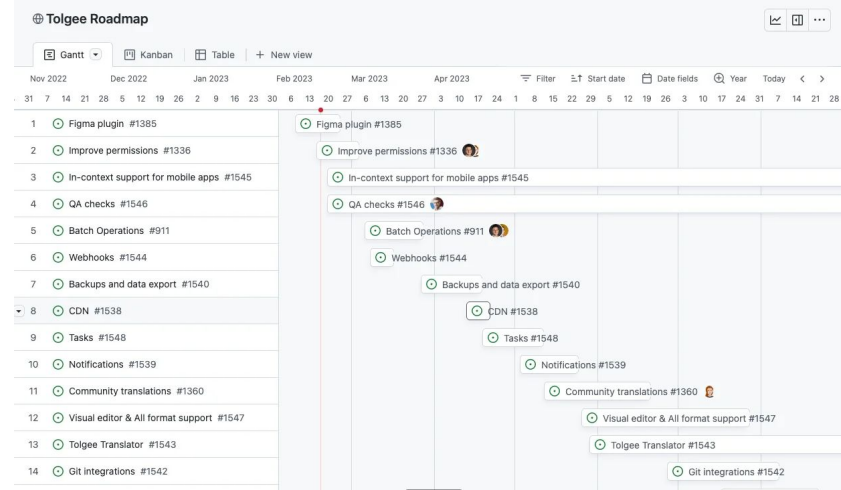 Tolgee Roadmap
Gantt Kanban Table + New view
Nov 2022 Dec 2022 Jan 2023 Feb 2023 Mar 2023 Apr 2023 Filter Start date Date fields Year Today
31 7 14 21 28 5 12 19 26 2 9 16 23 30 6 13 20 27 6 13 20 27 3 10 17 24 1 8 15 22 29 5 12 19 26 3 10 17 24 31 7 14 21 28
1 Figma plugin #1385 Figma plugin #1385
2 Improve permissions #1336 Improve permissions #1336
3 In-context support for mobile apps #1545 In-context support for mobile apps #1545
4 QA checks #1546 QA checks #1546
5 Batch Operations #911 Batch Operations #911
6 Webhooks #1544 Webhooks #1544
7 Backups and data export #1540 Backups and data export #1540
8 CDN #1538 CDN #1538
9 Tasks #1548 Tasks #1548
10 Notifications #1539 Notifications #1539
11 Community translations #1360 Community translations #1360
12 Visual editor & All format support #1547 Visual editor & All format support #1547
13 Tolgee Translator #1543 Tolgee Translator #1543
14 Git integrations #1542 Git integrations #1542